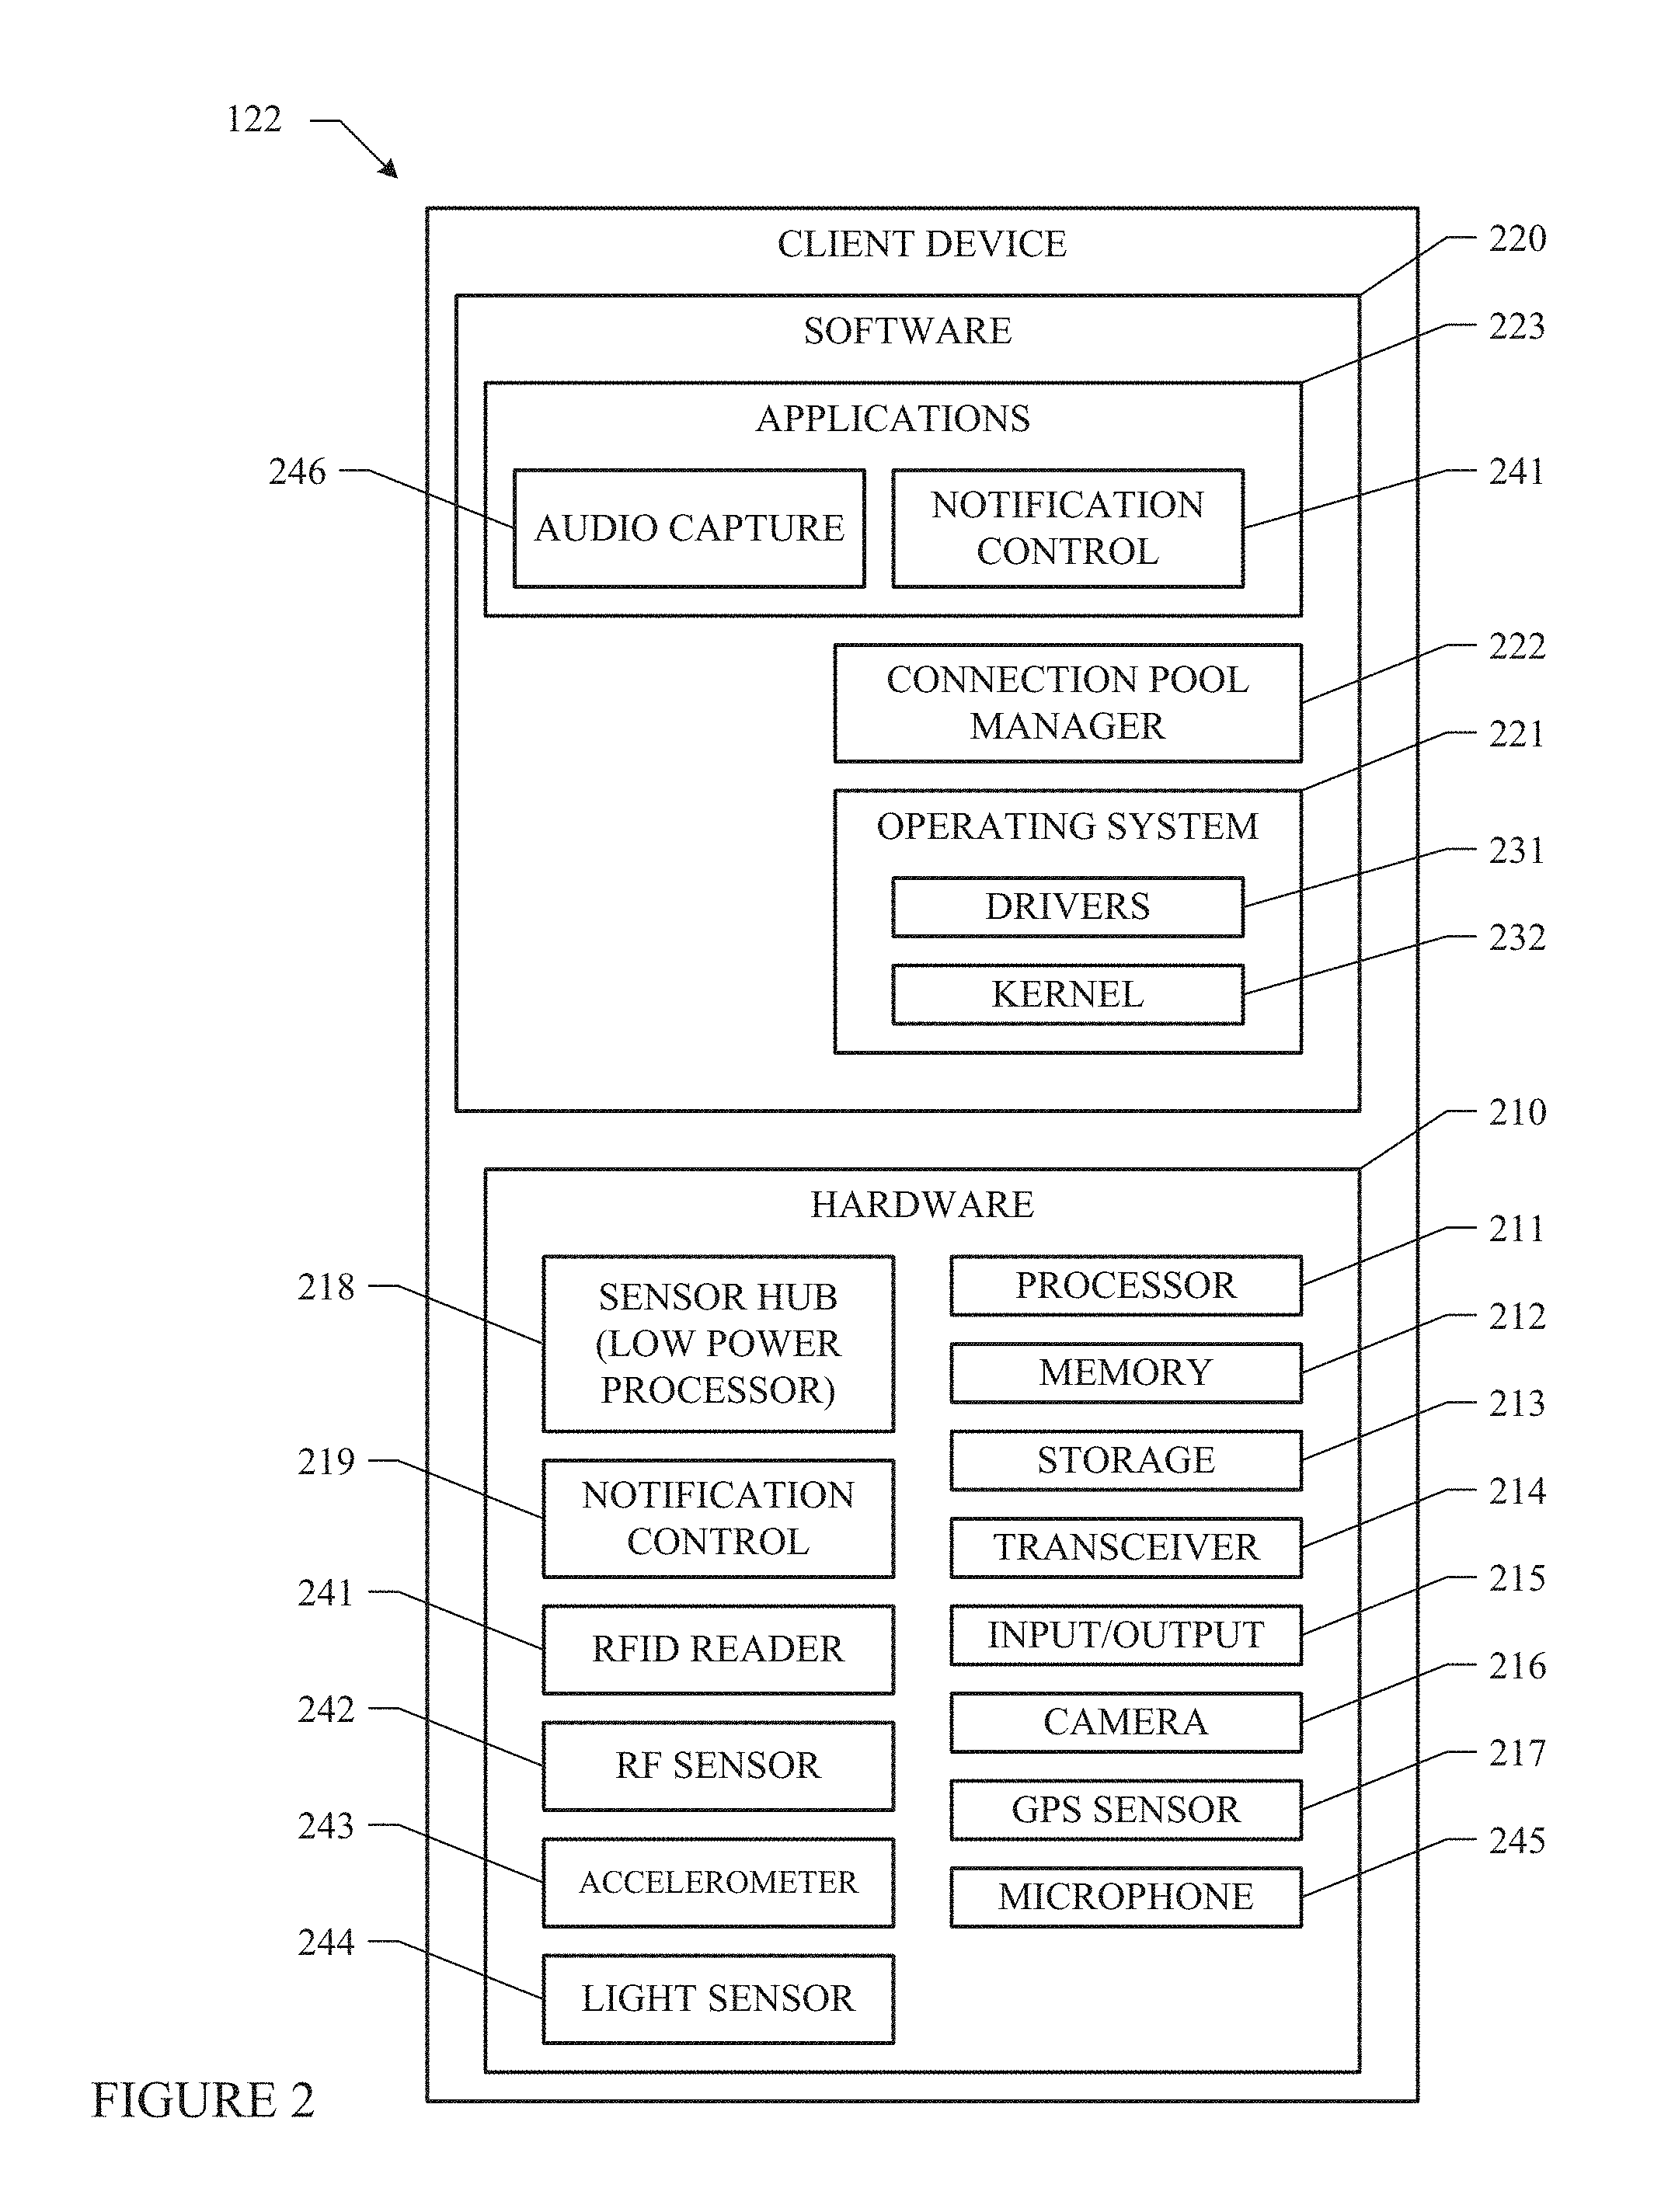 122
CLIENT DEVICE
220
SOFTWARE
223
APPLICATIONS
246
AUDIO CAPTURE
NOTIFICATION
CONTROL
241
CONNECTION POOL
MANAGER
222
221
OPERATING SYSTEM
DRIVERS
231
KERNEL
232
210
HARDWARE
218
SENSOR HUB
(LOW POWER
PROCESSOR)
219
NOTIFICATION
CONTROL
241
RFID READER
242
RF SENSOR
243
ACCELEROMETER
244
LIGHT SENSOR
PROCESSOR
211
MEMORY
212
STORAGE
213
TRANSCEIVER
214
INPUT/OUTPUT
215
CAMERA
216
GPS SENSOR
217
MICROPHONE
245
FIGURE 2